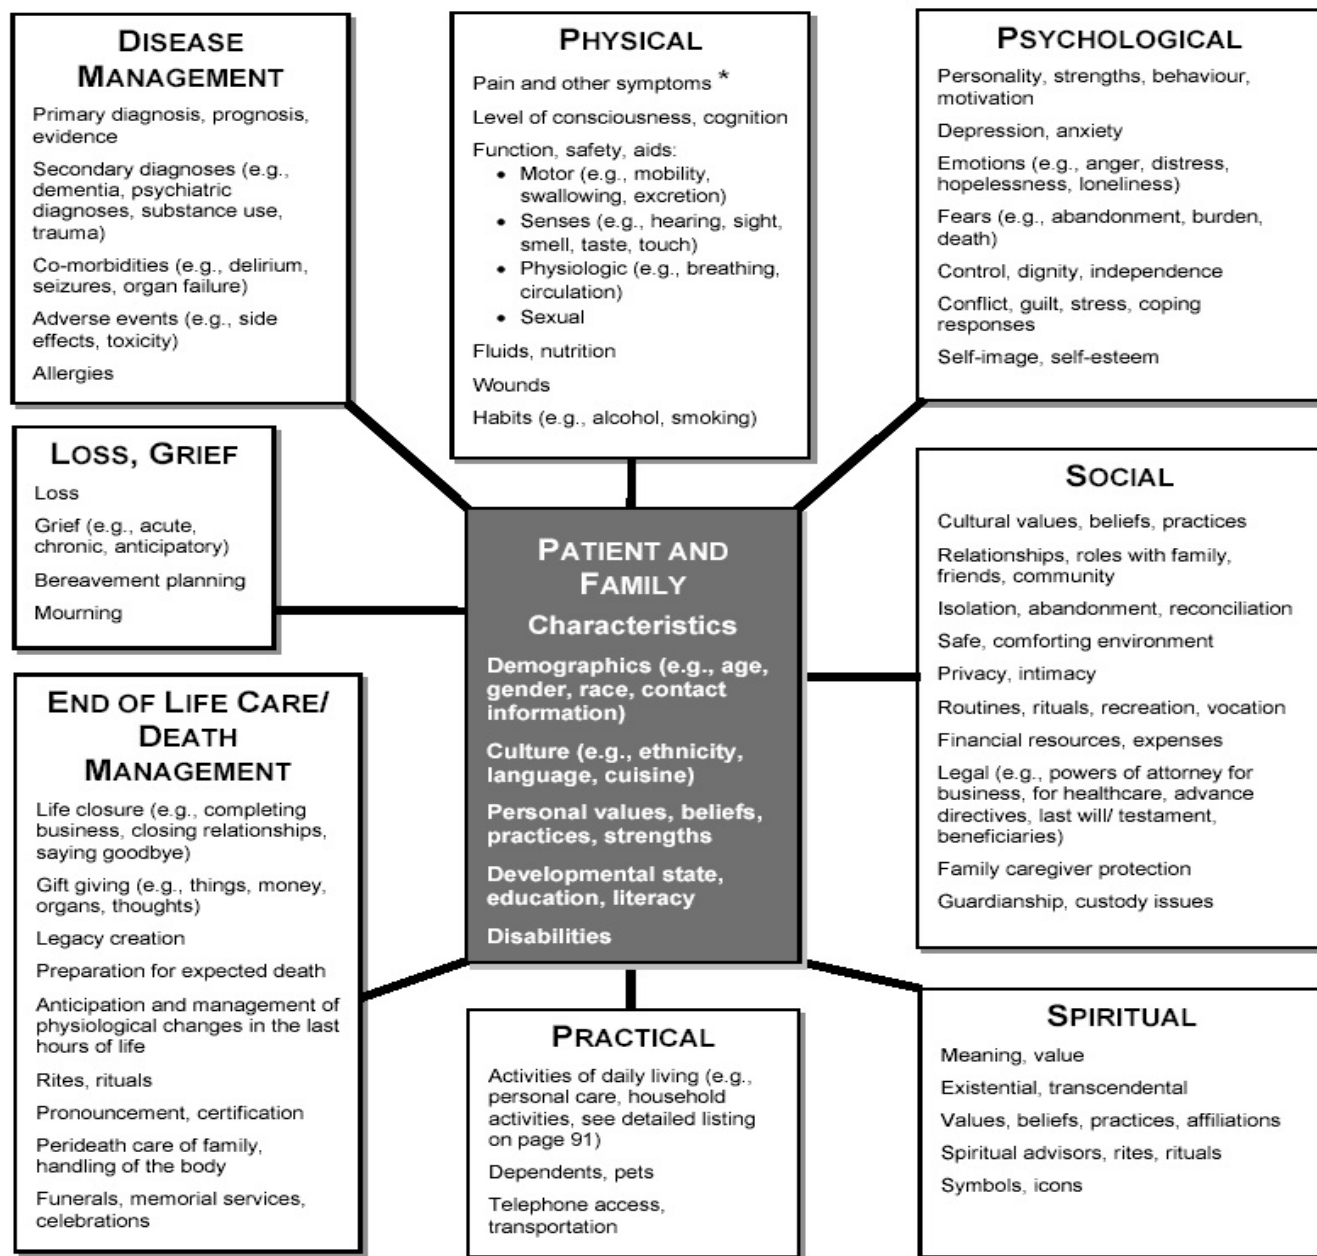 DISEASE
MANAGEMENT
Primary diagnosis, prognosis,
evidence
Secondary diagnoses (e.g.,
dementia, psychiatric
diagnoses, substance use,
trauma)
Co-morbidities (e.g., delirium,
seizures, organ failure)
Adverse events (e.g., side
effects, toxicity)
Allergies
PHYSICAL
Pain and other symptoms *
Level of consciousness, cognition
Function, safety, aids:
• Motor (e.g., mobility,
swallowing, excretion)
• Senses (e.g., hearing, sight,
smell, taste, touch)
• Physiologic (e.g., breathing,
circulation)
• Sexual
Fluids, nutrition
Wounds
Habits (e.g., alcohol, smoking)
PSYCHOLOGICAL
Personality, strengths, behaviour,
motivation
Depression, anxiety
Emotions (e.g., anger, distress,
hopelessness, loneliness)
Fears (e.g., abandonment, burden,
death)
Control, dignity, independence
Conflict, guilt, stress, coping
responses
Self-image, self-esteem
LOSS, GRIEF
Loss
Grief (e.g., acute,
chronic, anticipatory)
Bereavement planning
Mourning
PATIENT AND
FAMILY
Characteristics
Demographics (e.g., age,
gender, race, contact
information)
Culture (e.g., ethnicity,
language, cuisine)
Personal values, beliefs,
practices, strengths
Developmental state,
education, literacy
Disabilities
SOCIAL
Cultural values, beliefs, practices
Relationships, roles with family,
friends, community
Isolation, abandonment, reconciliation
Safe, comforting environment
Privacy, intimacy
Routines, rituals, recreation, vocation
Financial resources, expenses
Legal (e.g., powers of attorney for
business, for healthcare, advance
directives, last will/ testament,
beneficiaries)
Family caregiver protection
Guardianship, custody issues
END OF LIFE CARE/
DEATH
MANAGEMENT
Life closure (e.g., completing
business, closing relationships,
saying goodbye)
Gift giving (e.g., things, money,
organs, thoughts)
Legacy creation
Preparation for expected death
Anticipation and management of
physiological changes in the last
hours of life
Rites, rituals
Pronouncement, certification
Perideath care of family,
handling of the body
Funerals, memorial services,
celebrations
PRACTICAL
Activities of daily living (e.g.,
personal care, household
activities, see detailed listing
on page 91)
Dependents, pets
Telephone access,
transportation
SPIRITUAL
Meaning, value
Existential, transcendental
Values, beliefs, practices, affiliations
Spiritual advisors, rites, rituals
Symbols, icons